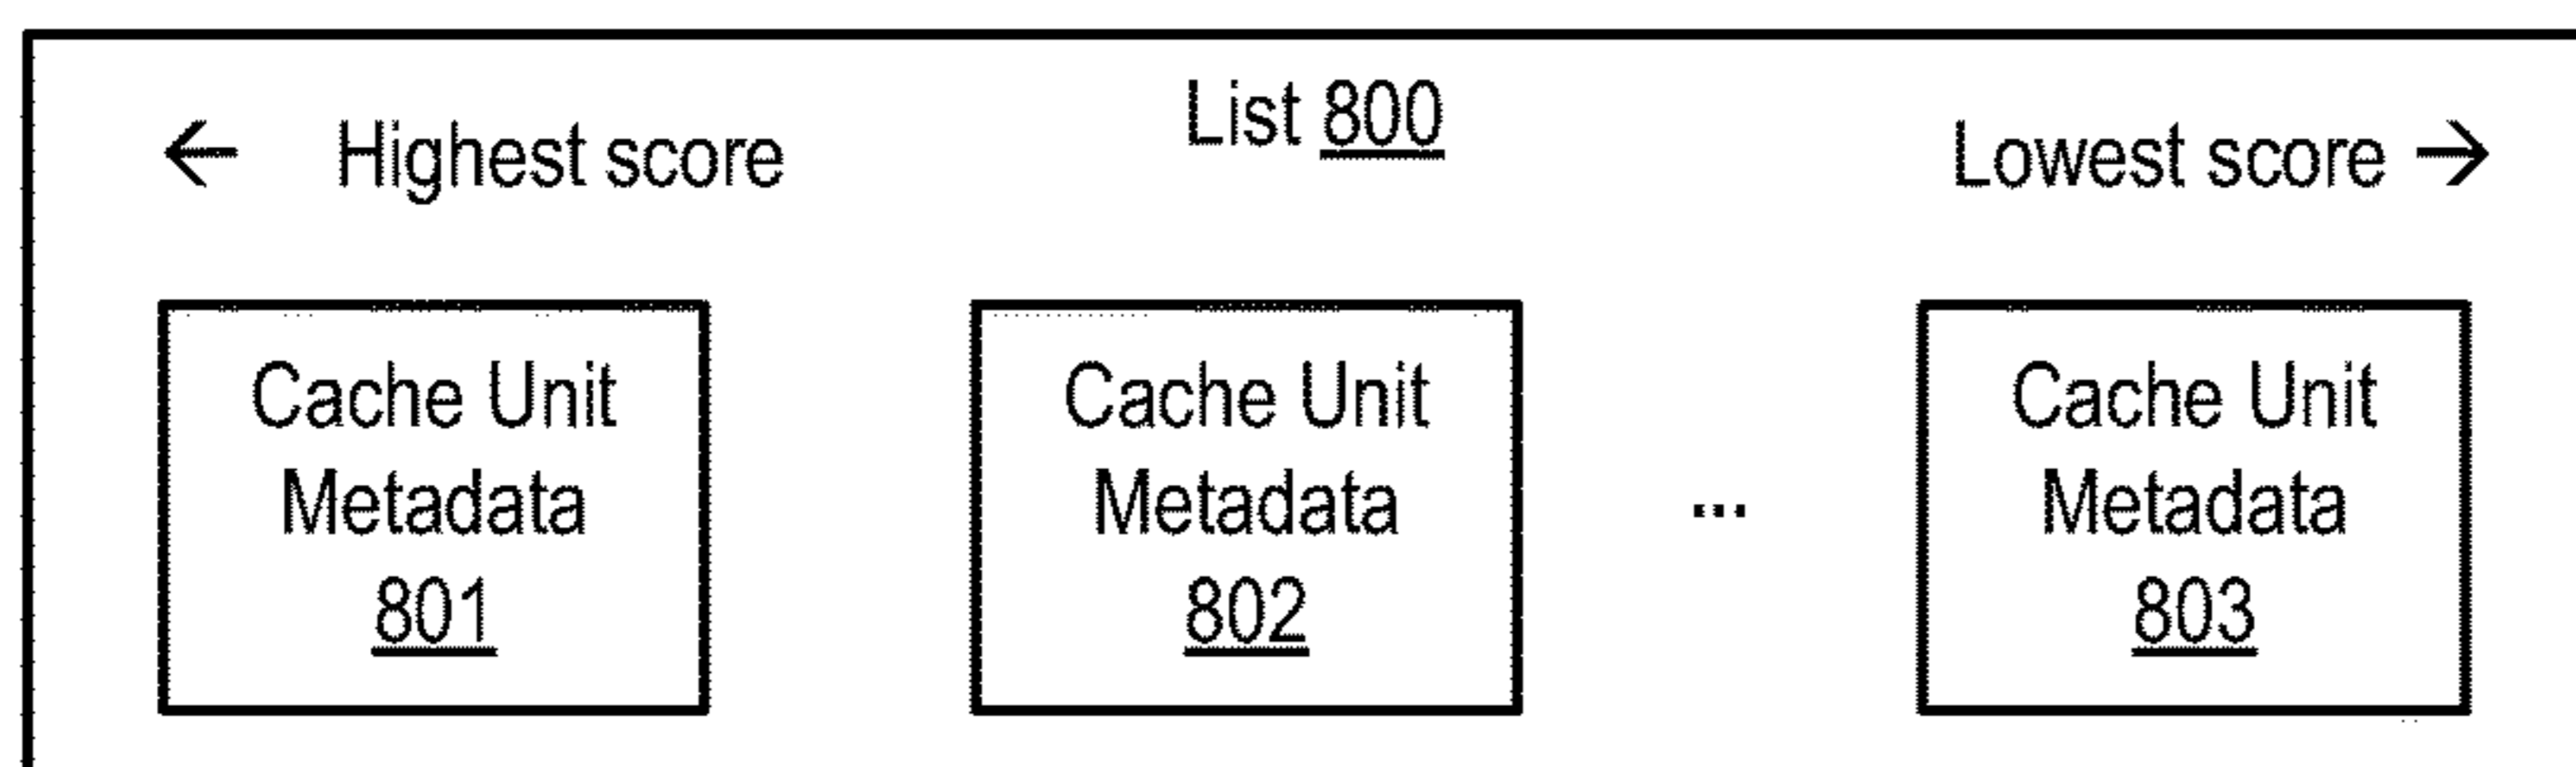 List 800
← Highest score
Lowest score →
Cache Unit
Metadata
801
Cache Unit
Metadata
802
...
Cache Unit
Metadata
803